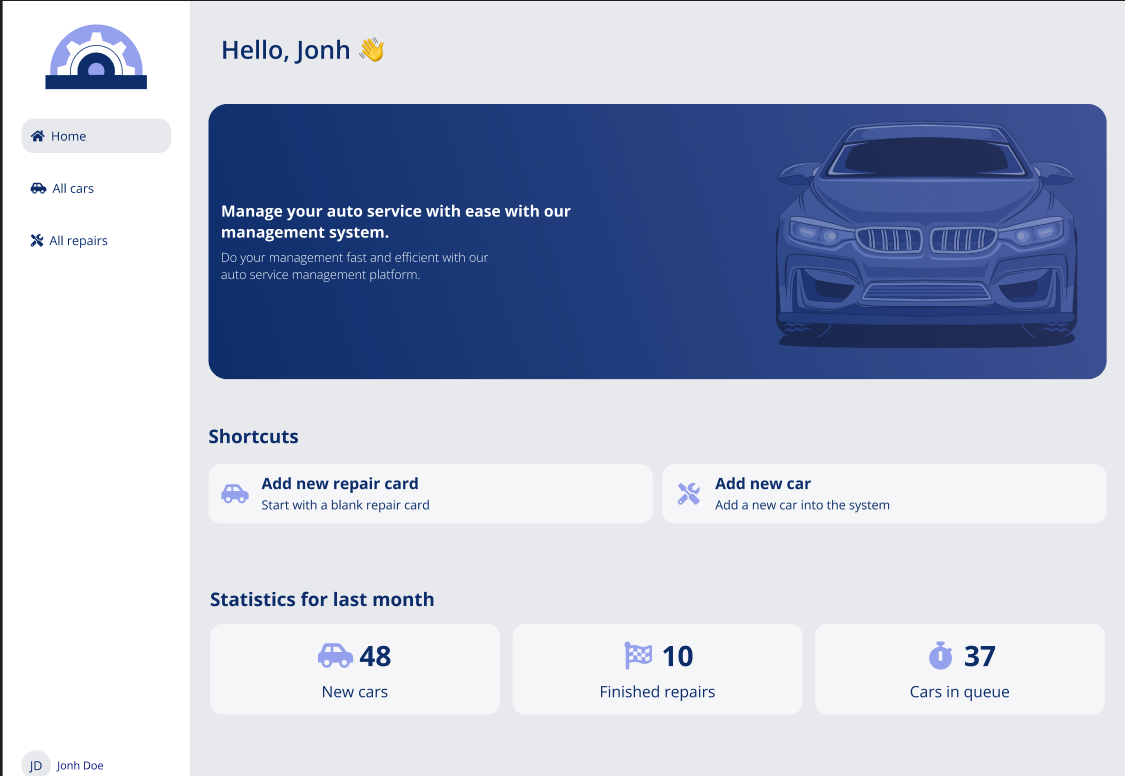 Hello, Jonh 👋
Home
All cars
All repairs
Manage your auto service with ease with our
management system.
Do your management fast and efficient with our
auto service management platform.
Shortcuts
Add new repair card
Start with a blank repair card
Add new car
Add a new car into the system
Statistics for last month
48
New cars
10
Finished repairs
37
Cars in queue
JD
Jonh Doe